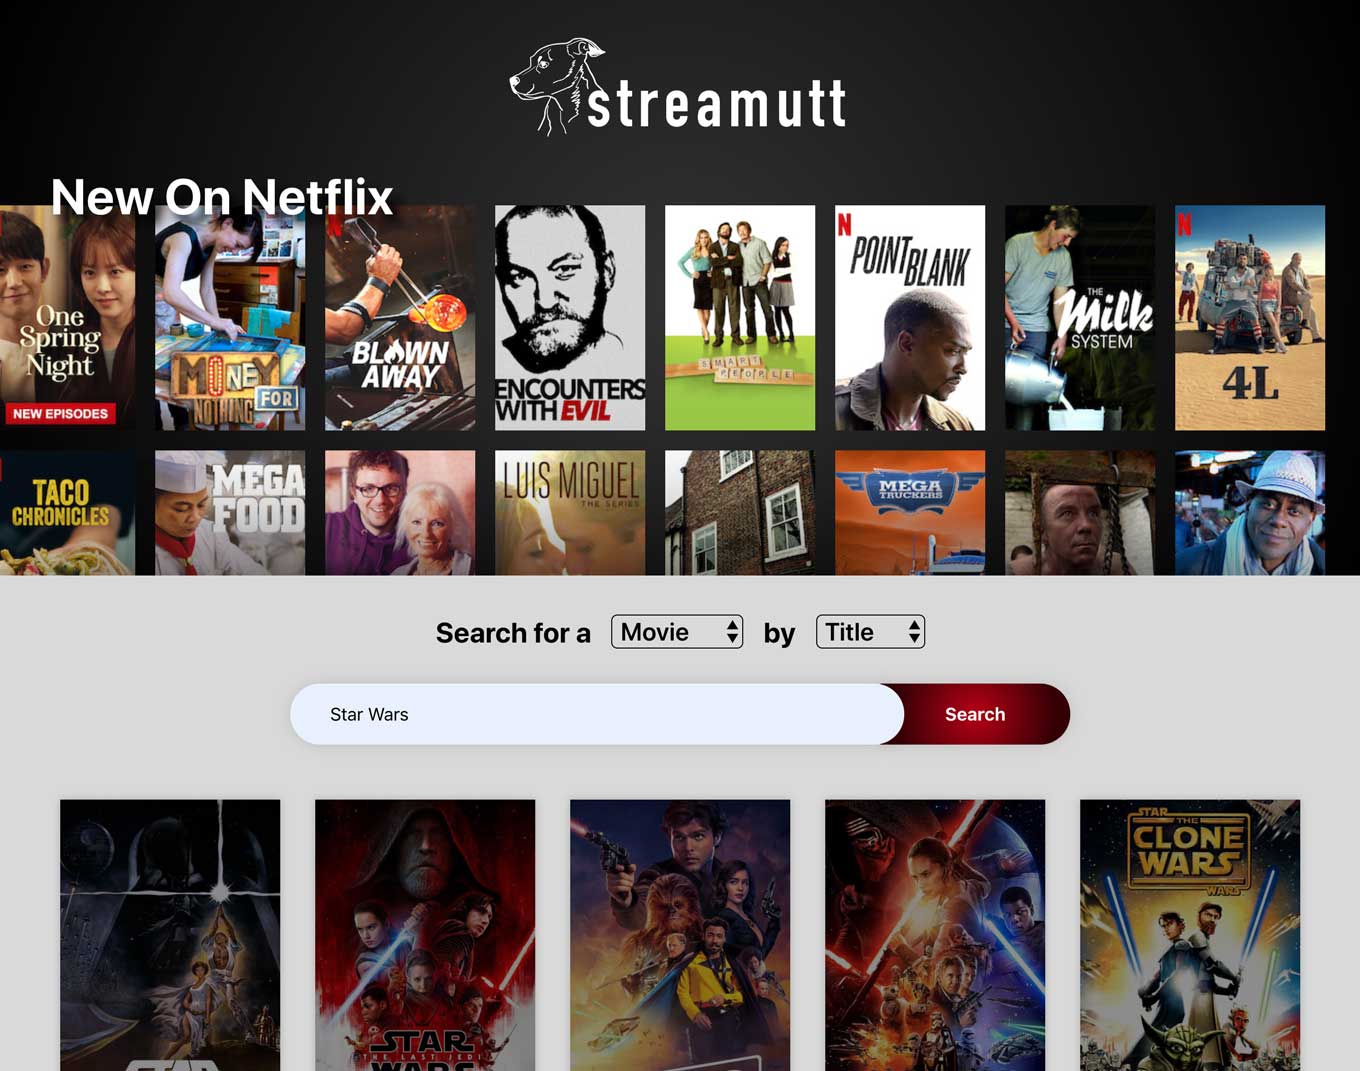 streamutt
New On Netflix
One
Spring
Night
NEW EPISODES
MONEY
FOR
NOTHING
N
BLOWN
AWAY
ENCOUNTERS
WITH EVIL
SMART
PEOPLE
N
POINT BLANK
THE
Milk
SYSTEM
N
4L
TACO
CHRONICLES
MEGA
FOOD
LUIS MIGUEL
THE SERIES
MEGA
TRUCKERS
Search for a Movie by Title
Star Wars Search
STAR
STAR
THE LAST JEDI
WARS
STAR
THE
CLONE
WARS
WARS